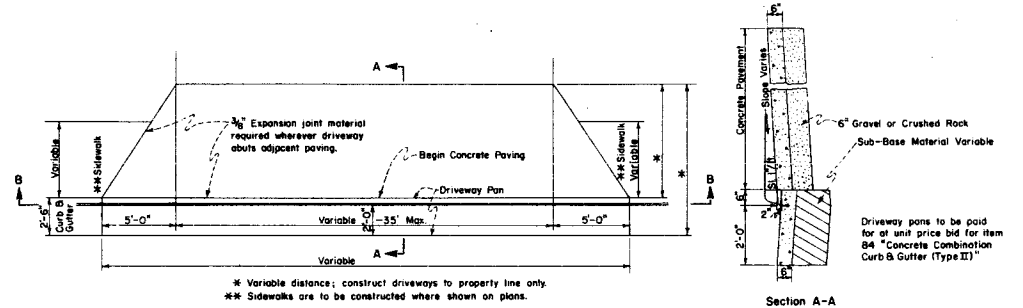 A
3/8" Expansion joint material
required wherever driveway
abuts adjacent paving.
Variable
** Sidewalk
Begin Concrete Paving
Driveway Pan
** Sidewalk
Variable
*
*
B
B
2'-6"
Curb &
Gutter
5'-0"
Variable
2'-0"
-35' Max.
5'-0"
A
Variable
* Variable distance; construct driveways to property line only.
** Sidewalks are to be constructed where shown on plans.
6"
Concrete Pavement
Slope Varies
6" Gravel or Crushed Rock
Sub-Base Material Variable
6"
2"
2'-0"
6"
Driveway pans to be paid
for at unit price bid for item
84 "Concrete Combination
Curb & Gutter (Type II)"
Section A-A